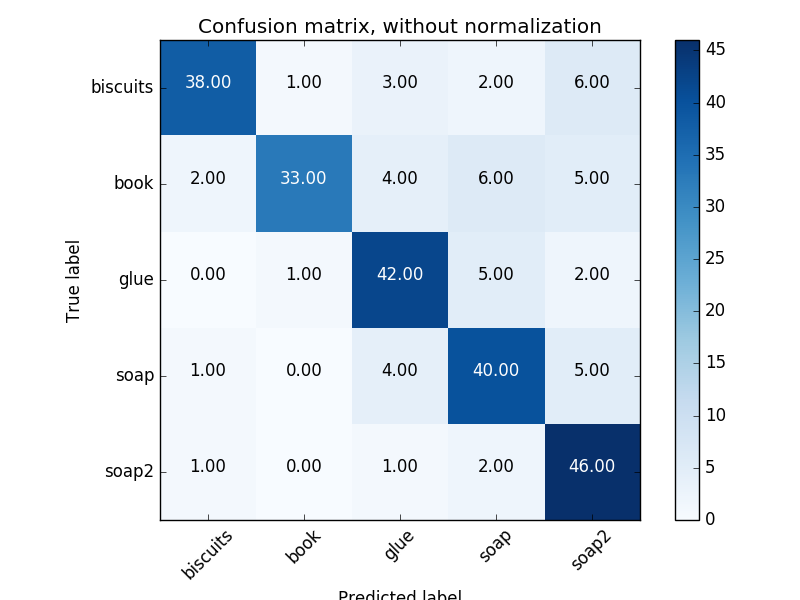 Confusion matrix, without normalization
biscuits 38.00 1.00 3.00 2.00 6.00
book 2.00 33.00 4.00 6.00 5.00
glue 0.00 1.00 42.00 5.00 2.00
soap 1.00 0.00 4.00 40.00 5.00
soap2 1.00 0.00 1.00 2.00 46.00
biscuits book glue soap soap2
True label
Predicted label
45
40
35
30
25
20
15
10
5
0